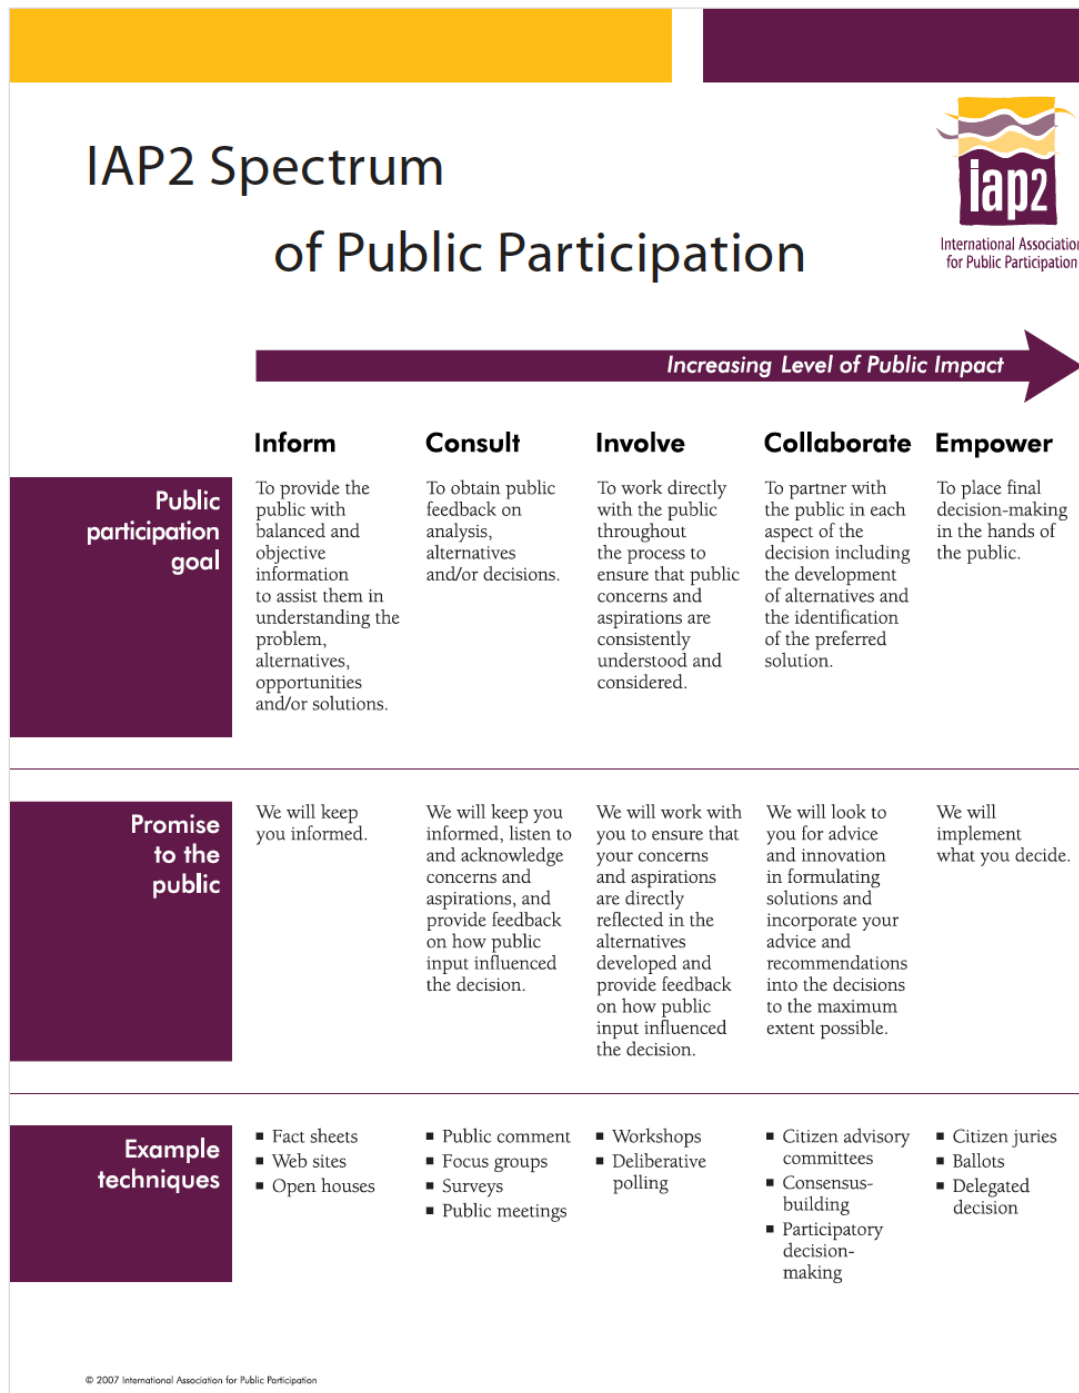 IAP2 Spectrum
of Public Participation
iap2
International Association
for Public Participation
Increasing Level of Public Impact
Inform
Consult
Involve
Collaborate
Empower
Public
participation
goal
To provide the
public with
balanced and
objective
information
to assist them in
understanding the
problem,
alternatives,
opportunities
and/or solutions.
To obtain public
feedback on
analysis,
alternatives
and/or decisions.
To work directly
with the public
throughout
the process to
ensure that public
concerns and
aspirations are
consistently
understood and
considered.
To partner with
the public in each
aspect of the
decision including
the development
of alternatives and
the identification
of the preferred
solution.
To place final
decision-making
in the hands of
the public.
Promise
to the
public
We will keep
you informed.
We will keep you
informed, listen to
and acknowledge
concerns and
aspirations, and
provide feedback
on how public
input influenced
the decision.
We will work with
you to ensure that
your concerns
and aspirations
are directly
reflected in the
alternatives
developed and
provide feedback
on how public
input influenced
the decision.
We will look to
you for advice
and innovation
in formulating
solutions and
incorporate your
advice and
recommendations
into the decisions
to the maximum
extent possible.
We will
implement
what you decide.
Example
techniques
▪ Fact sheets
▪ Web sites
▪ Open houses
▪ Public comment
▪ Focus groups
▪ Surveys
▪ Public meetings
▪ Workshops
▪ Deliberative
polling
▪ Citizen advisory
committees
▪ Consensus-
building
▪ Participatory
decision-
making
▪ Citizen juries
▪ Ballots
▪ Delegated
decision
© 2007 International Association for Public Participation